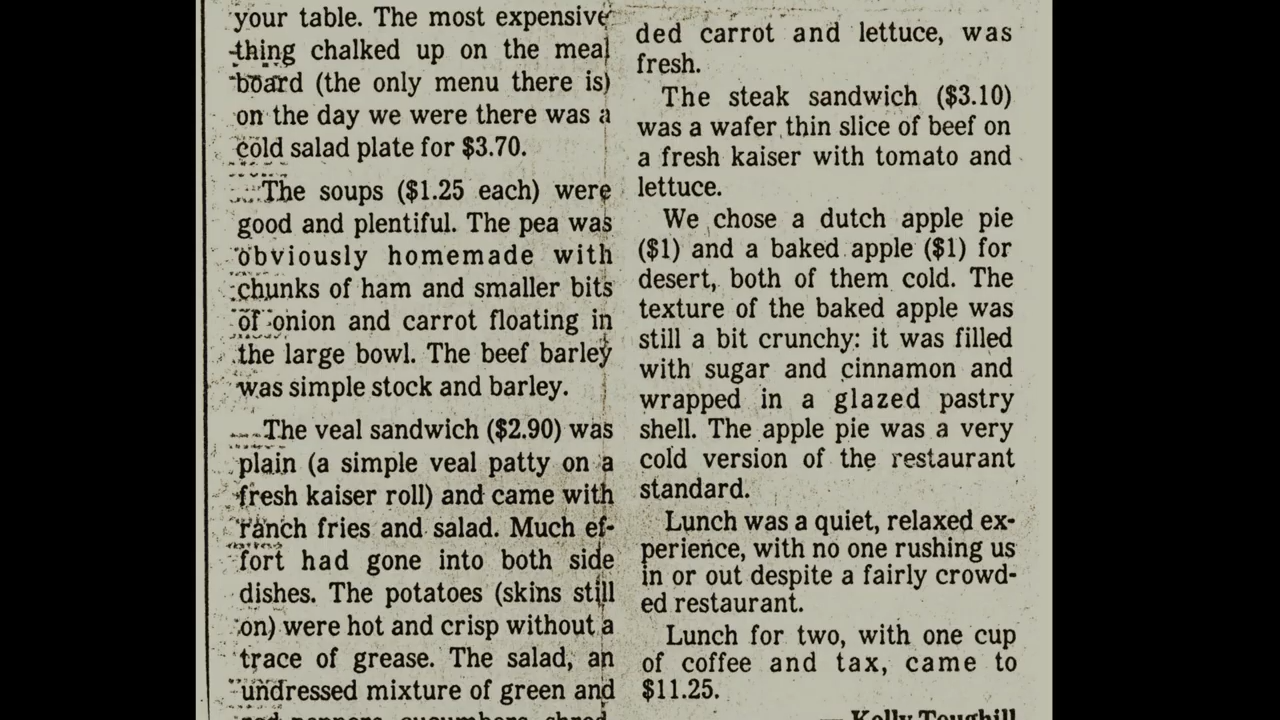 your table. The most expensive
thing chalked up on the meal
board (the only menu there is)
on the day we were there was a
cold salad plate for $3.70.
The soups ($1.25 each) were
good and plentiful. The pea was
obviously homemade with
chunks of ham and smaller bits
of onion and carrot floating in
the large bowl. The beef barley
was simple stock and barley.
The veal sandwich ($2.90) was
plain (a simple veal patty on a
fresh kaiser roll) and came with
ranch fries and salad. Much ef-
fort had gone into both side
dishes. The potatoes (skins still
on) were hot and crisp without a
trace of grease. The salad, an
undressed mixture of green and
red peppers, cucumbers, shred-
ded carrot and lettuce, was
fresh.
The steak sandwich ($3.10)
was a wafer thin slice of beef on
a fresh kaiser with tomato and
lettuce.
We chose a dutch apple pie
($1) and a baked apple ($1) for
desert, both of them cold. The
texture of the baked apple was
still a bit crunchy: it was filled
with sugar and cinnamon and
wrapped in a glazed pastry
shell. The apple pie was a very
cold version of the restaurant
standard.
Lunch was a quiet, relaxed ex-
perience, with no one rushing us
in or out despite a fairly crowd-
ed restaurant.
Lunch for two, with one cup
of coffee and tax, came to
$11.25.
— Kelly Toughill